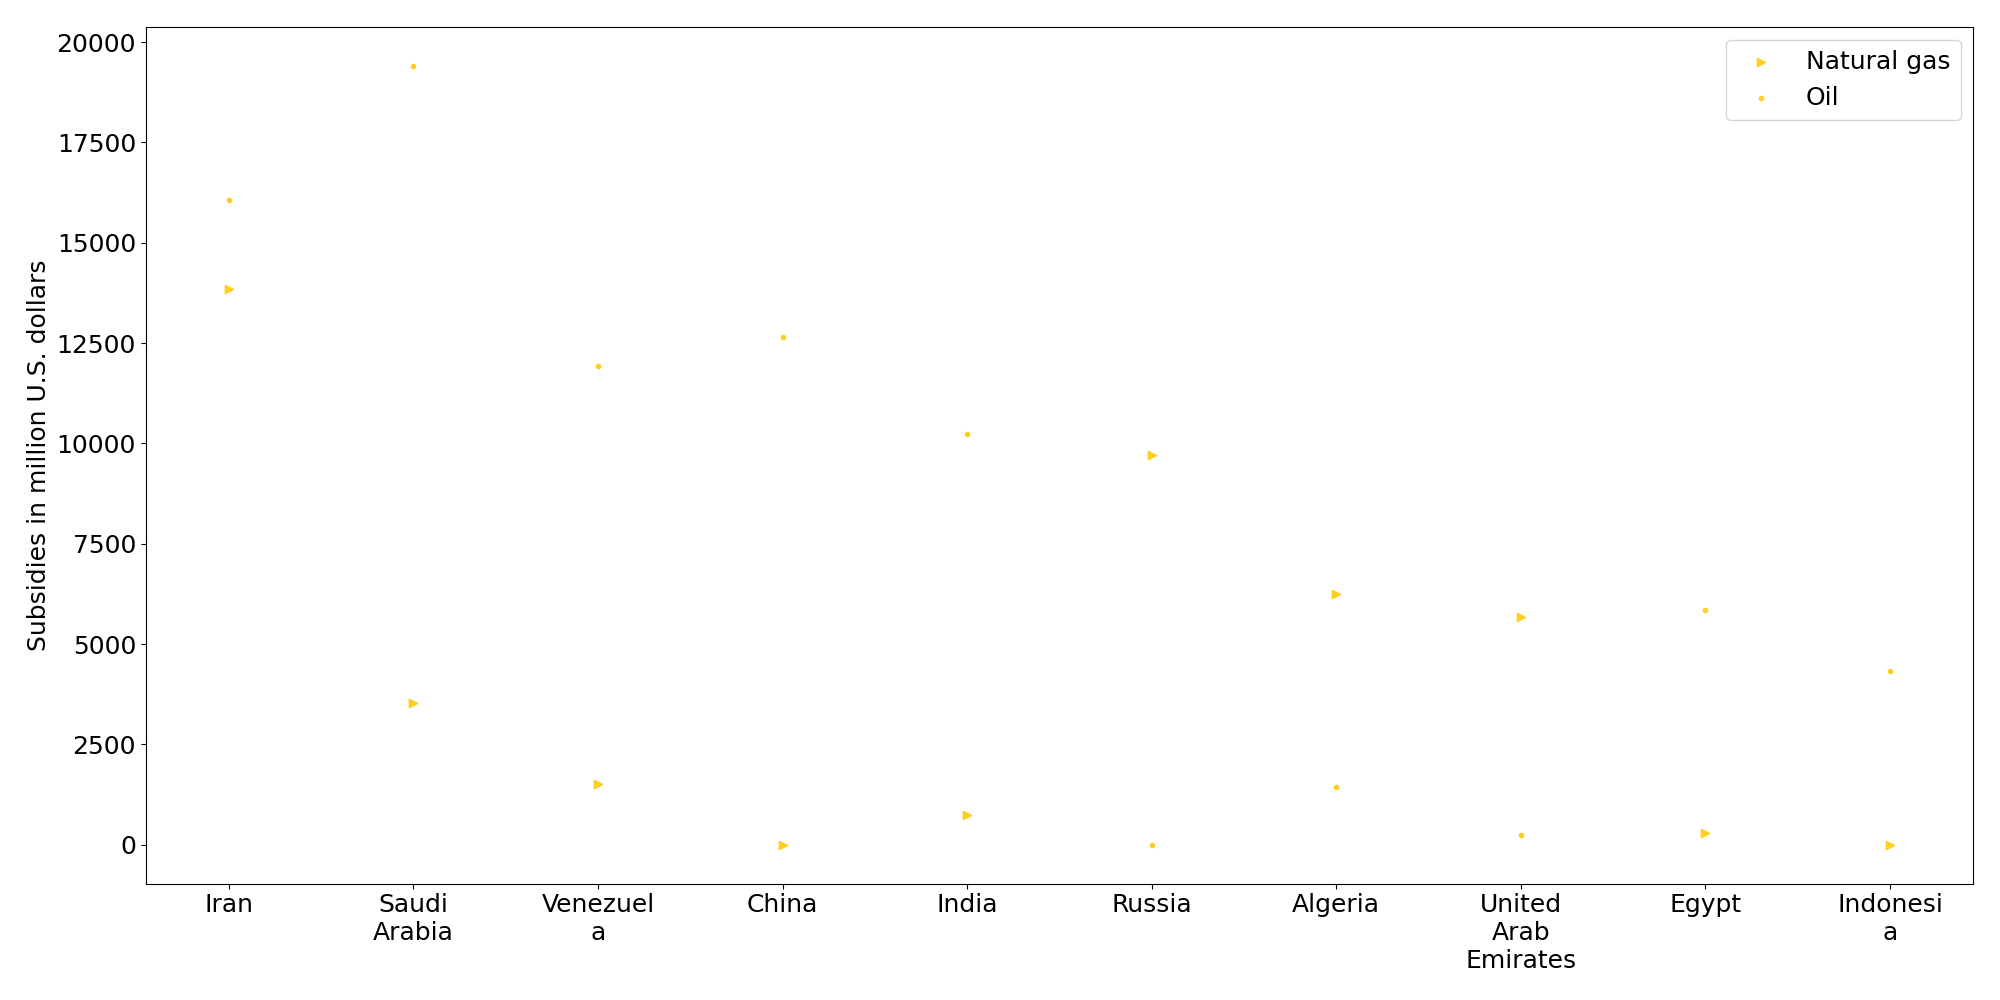 Subsidies in million U.S. dollars
20000
17500
15000
12500
10000
7500
5000
2500
0
Natural gas
Oil
Iran
Saudi
Arabia
Venezuel
a
China
India
Russia
Algeria
United
Arab
Emirates
Egypt
Indonesi
a